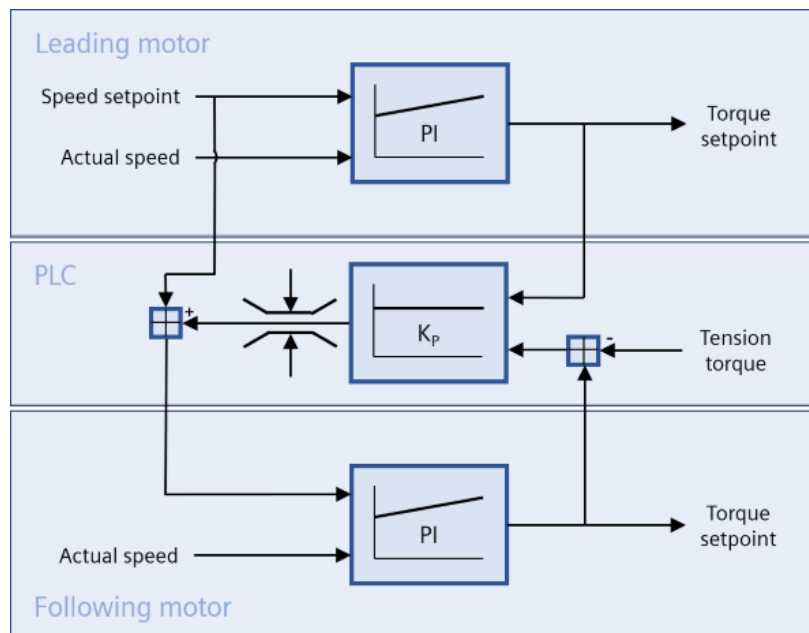 Leading motor
Speed setpoint
Actual speed
PI
Torque
setpoint
PLC
+
K_P
-
Tension
torque
PI
Actual speed
Torque
setpoint
Following motor